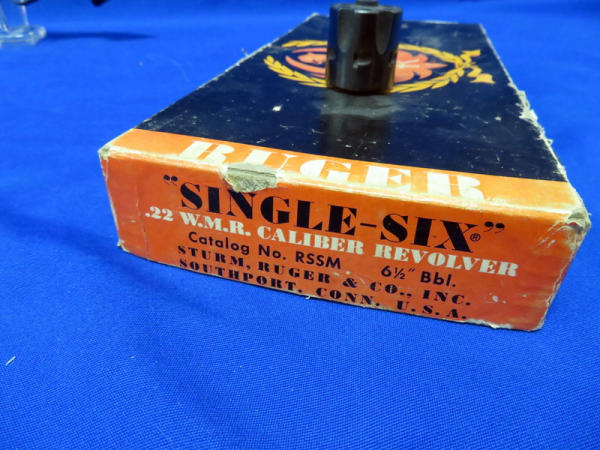 RUGER
"SINGLE-SIX"®
.22 W.M.R. CALIBER REVOLVER
Catalog No. RSSM 6½" Bbl.
STURM, RUGER & CO., INC.
SOUTHPORT, CONN. U.S.A.